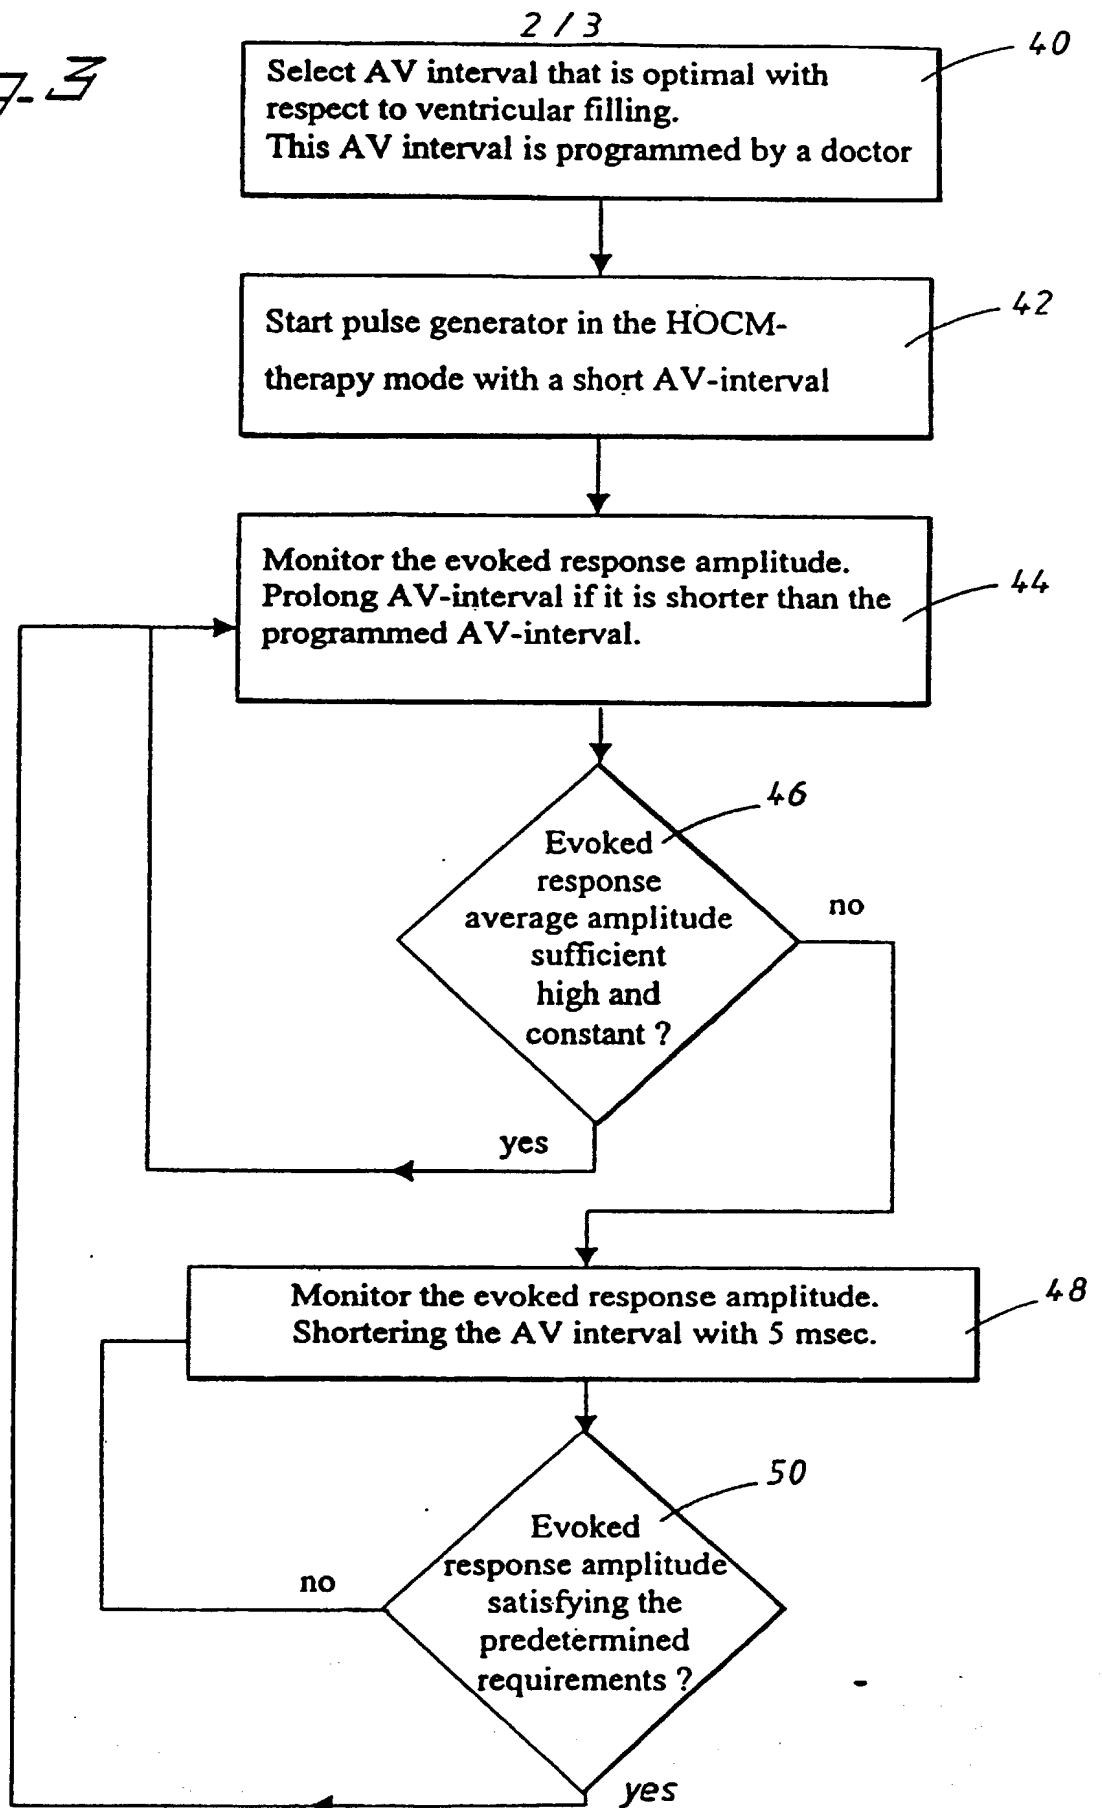 2 / 3
3
40
Select AV interval that is optimal with
respect to ventricular filling.
This AV interval is programmed by a doctor
42
Start pulse generator in the HOCM-
therapy mode with a short AV-interval
44
Monitor the evoked response amplitude.
Prolong AV-interval if it is shorter than the
programmed AV-interval.
46
Evoked
response
average amplitude
sufficient
high and
constant ?
no
yes
48
Monitor the evoked response amplitude.
Shortering the AV interval with 5 msec.
50
Evoked
response amplitude
satisfying the
predetermined
requirements ?
no
yes